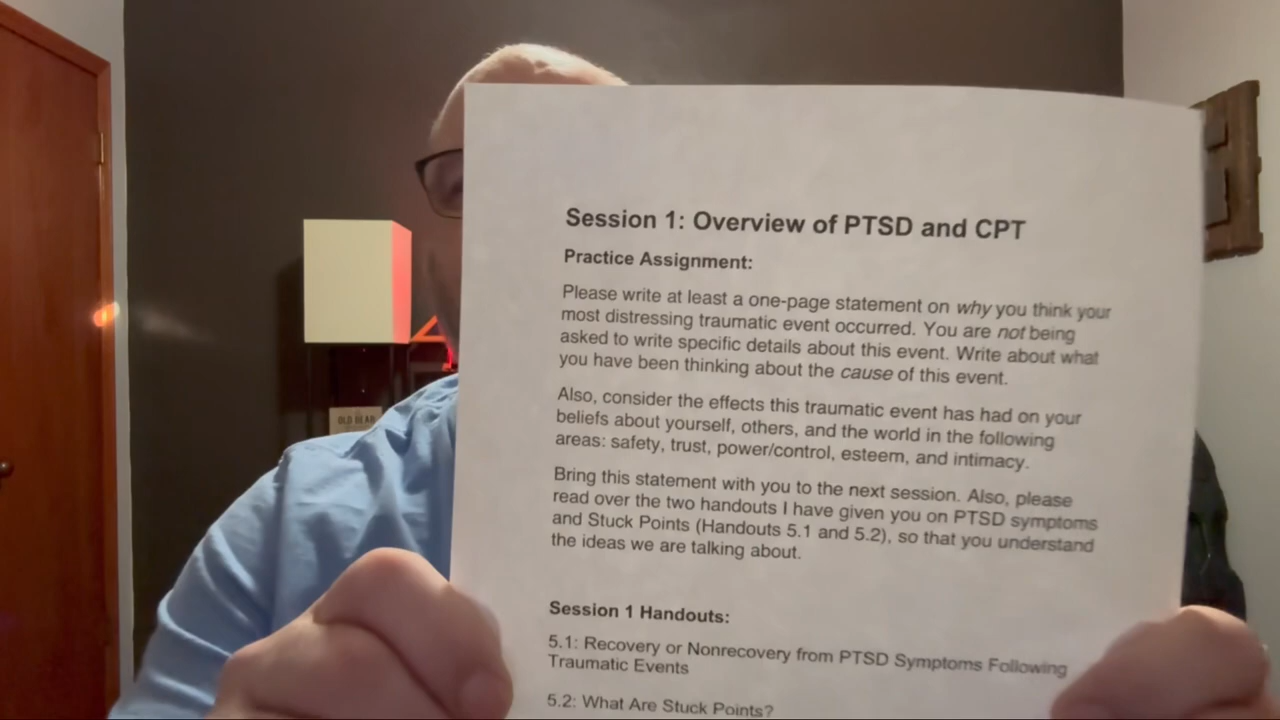 Session 1: Overview of PTSD and CPT
Practice Assignment:
Please write at least a one-page statement on why you think your
most distressing traumatic event occurred. You are not being
asked to write specific details about this event. Write about what
you have been thinking about the cause of this event.
Also, consider the effects this traumatic event has had on your
beliefs about yourself, others, and the world in the following
areas: safety, trust, power/control, esteem, and intimacy.
Bring this statement with you to the next session. Also, please
read over the two handouts I have given you on PTSD symptoms
and Stuck Points (Handouts 5.1 and 5.2), so that you understand
the ideas we are talking about.
Session 1 Handouts:
5.1: Recovery or Nonrecovery from PTSD Symptoms Following
Traumatic Events
5.2: What Are Stuck Points?
OLD BEAR